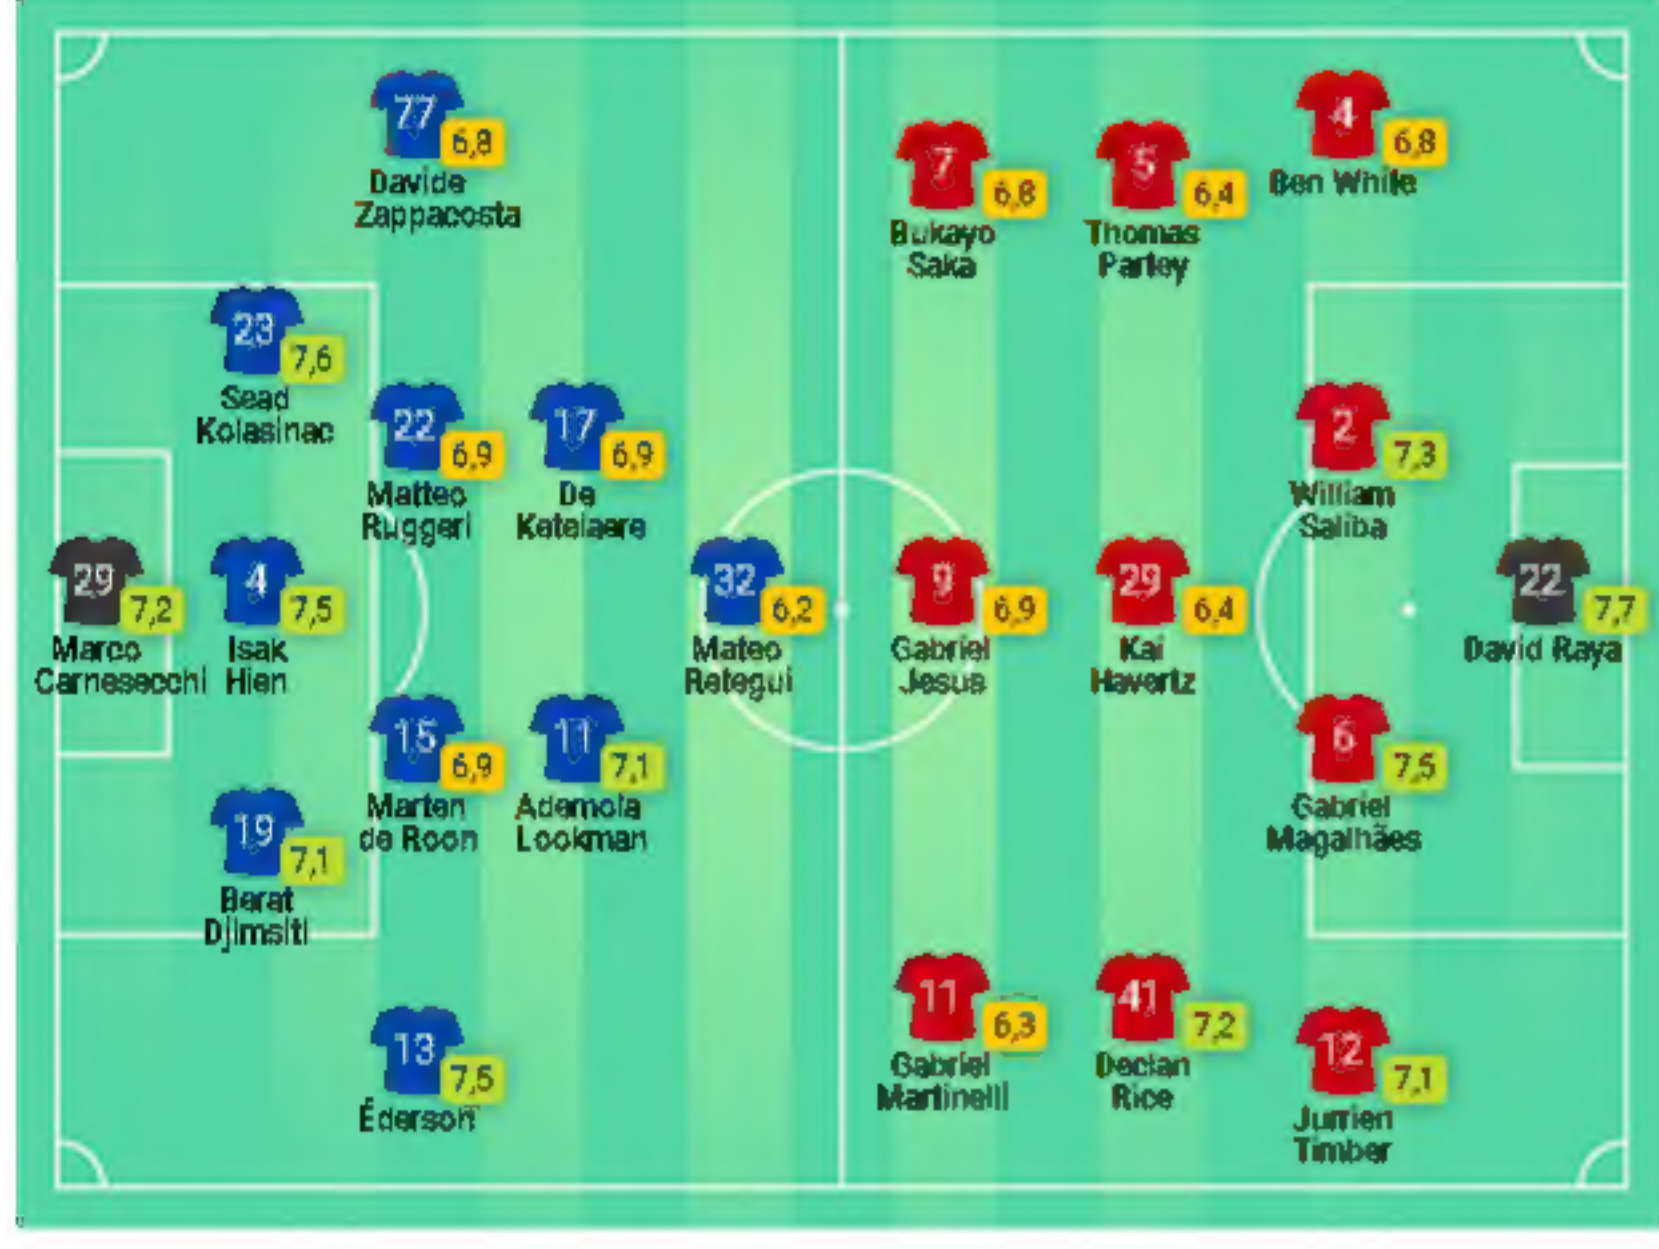 77
6,8
Davide
Zappacosta
23
7,6
Sead
Kolasinac
22
6,9
Matteo
Ruggeri
17
6,9
De
Ketelaere
29
7,2
Marco
Carnesecchi
4
7,5
Isak
Hien
32
6,2
Mateo
Retegui
15
6,9
Marten
de Roon
11
7,1
Ademola
Lookman
19
7,1
Berat
Djimsiti
13
7,5
Éderson
7
6,8
Bukayo
Saka
5
6,4
Thomas
Partey
4
6,8
Ben White
2
7,3
William
Saliba
9
6,9
Gabriel
Jesus
29
6,4
Kai
Havertz
22
7,7
David Raya
6
7,5
Gabriel
Magalhães
11
6,3
Gabriel
Martinelli
41
7,2
Declan
Rice
12
7,1
Jurrien
Timber